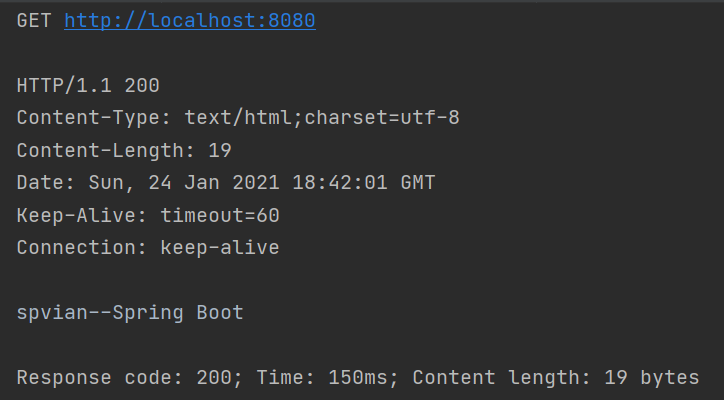 GET http://localhost:8080
HTTP/1.1 200
Content-Type: text/html;charset=utf-8
Content-Length: 19
Date: Sun, 24 Jan 2021 18:42:01 GMT
Keep-Alive: timeout=60
Connection: keep-alive
spvian--Spring Boot
Response code: 200; Time: 150ms; Content length: 19 bytes